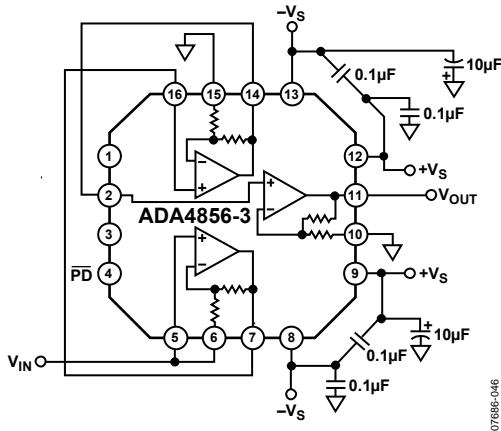 –VS
10µF
+
0.1µF
0.1µF
16
15
14
13
1
12
+VS
–
+
2
+
11
VOUT
ADA4856-3
–
3
10
+
PD
4
–
9
+VS
+
10µF
0.1µF
5
6
7
8
VIN
0.1µF
–VS
07686-046